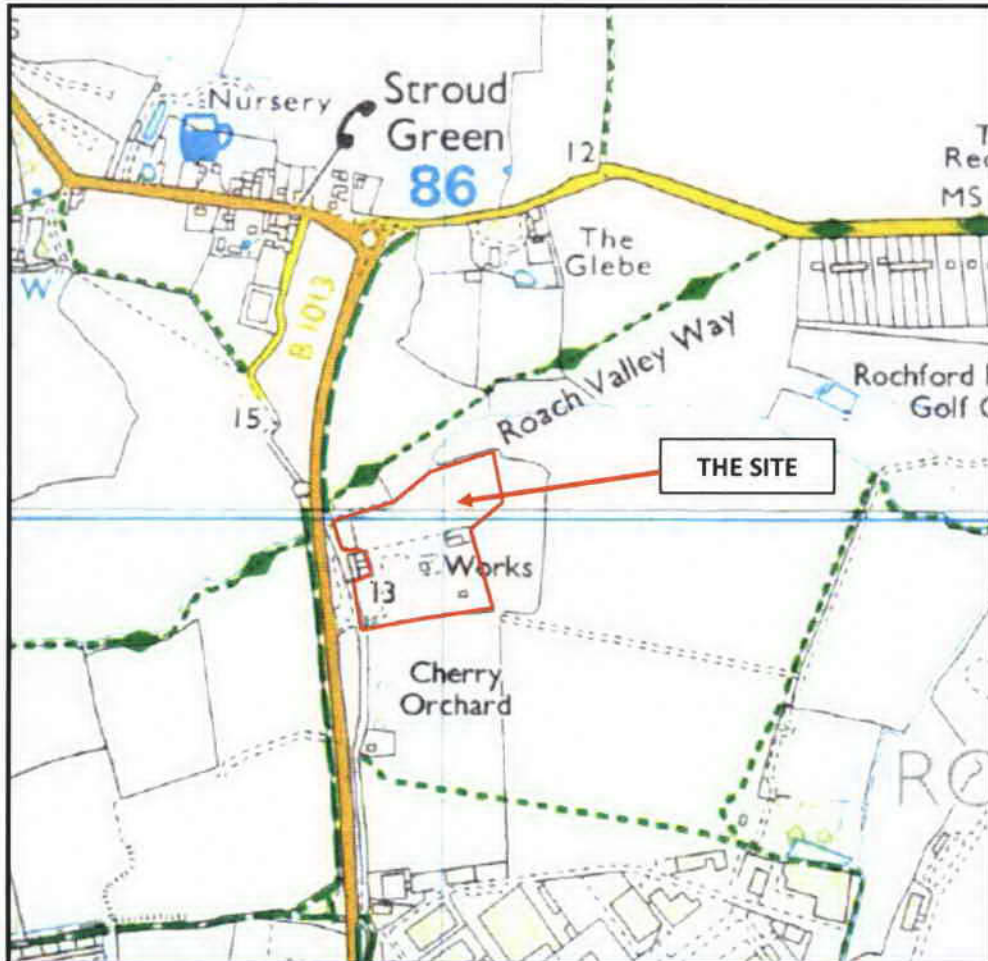 Nursery
Stroud
Green
86
12
MS
The
Glebe
W
B 1013
Roach Valley Way
15
Rochford
Golf
THE SITE
Works
13
Cherry
Orchard
RO